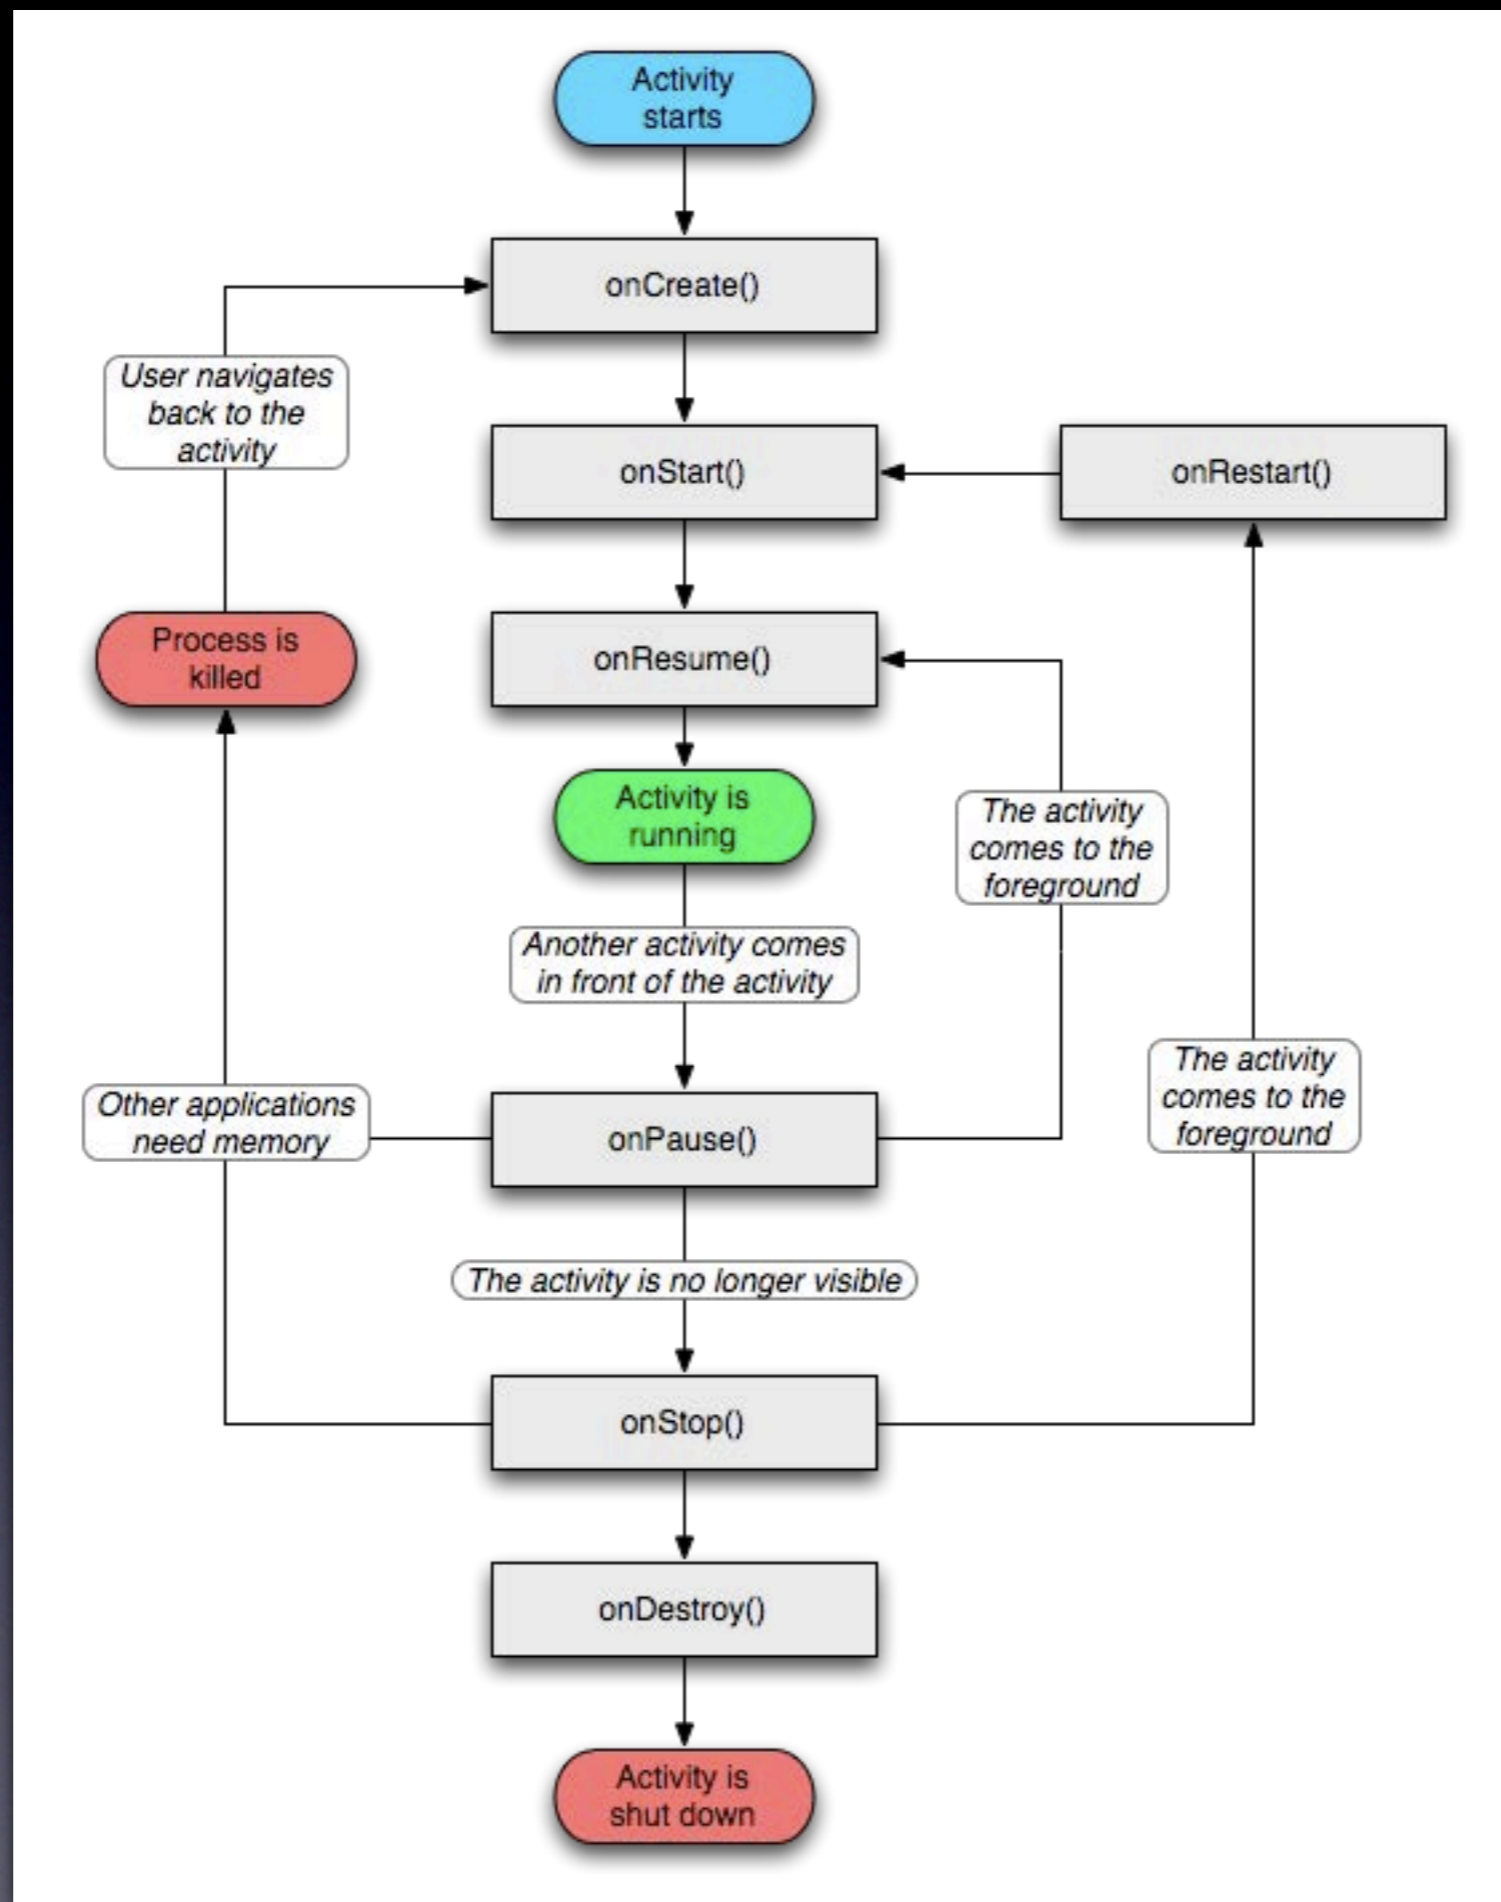 Activity
starts
onCreate()
User navigates
back to the
activity
onStart()
onRestart()
Process is
killed
onResume()
Activity is
running
The activity
comes to the
foreground
Another activity comes
in front of the activity
The activity
comes to the
foreground
Other applications
need memory
onPause()
The activity is no longer visible
onStop()
onDestroy()
Activity is
shut down